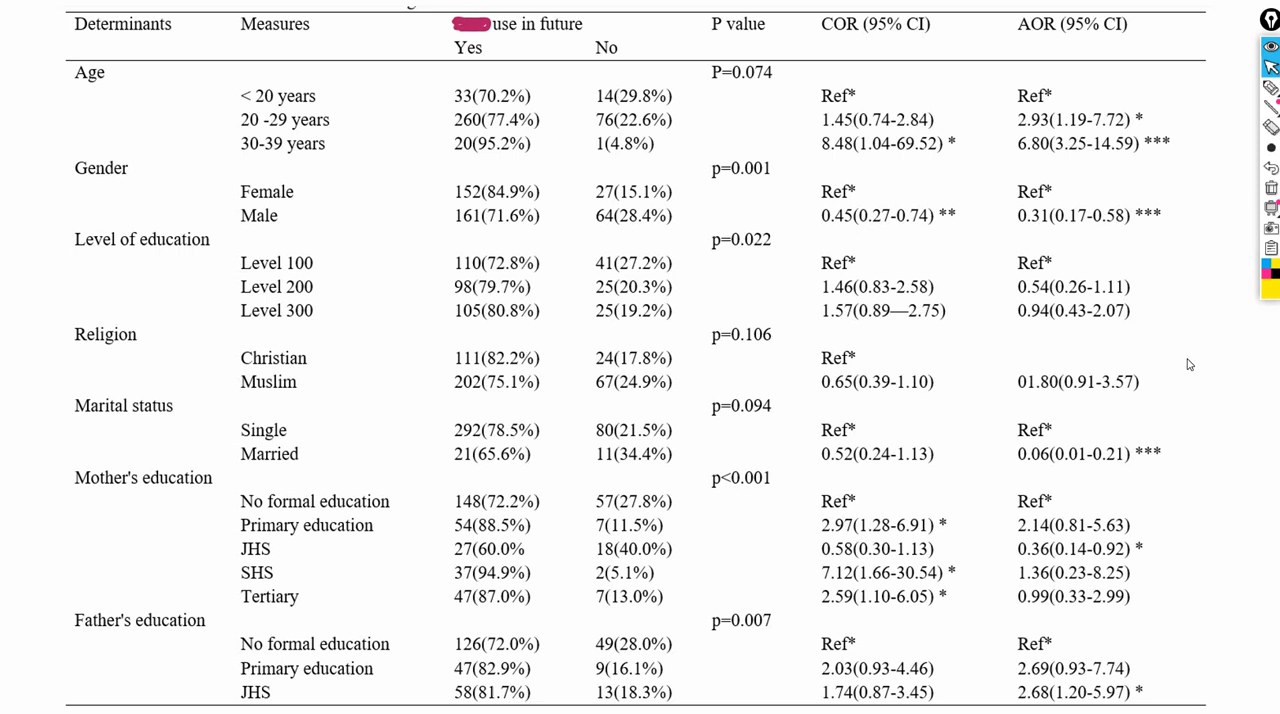 Determinants Measures use in future P value COR (95% CI) AOR (95% CI)
Yes No
Age P=0.074
< 20 years 33(70.2%) 14(29.8%) Ref* Ref*
20 -29 years 260(77.4%) 76(22.6%) 1.45(0.74-2.84) 2.93(1.19-7.72) *
30-39 years 20(95.2%) 1(4.8%) 8.48(1.04-69.52) * 6.80(3.25-14.59) ***
Gender p=0.001
Female 152(84.9%) 27(15.1%) Ref* Ref*
Male 161(71.6%) 64(28.4%) 0.45(0.27-0.74) ** 0.31(0.17-0.58) ***
Level of education p=0.022
Level 100 110(72.8%) 41(27.2%) Ref* Ref*
Level 200 98(79.7%) 25(20.3%) 1.46(0.83-2.58) 0.54(0.26-1.11)
Level 300 105(80.8%) 25(19.2%) 1.57(0.89—2.75) 0.94(0.43-2.07)
Religion p=0.106
Christian 111(82.2%) 24(17.8%) Ref*
Muslim 202(75.1%) 67(24.9%) 0.65(0.39-1.10) 01.80(0.91-3.57)
Marital status p=0.094
Single 292(78.5%) 80(21.5%) Ref* Ref*
Married 21(65.6%) 11(34.4%) 0.52(0.24-1.13) 0.06(0.01-0.21) ***
Mother's education p<0.001
No formal education 148(72.2%) 57(27.8%) Ref* Ref*
Primary education 54(88.5%) 7(11.5%) 2.97(1.28-6.91) * 2.14(0.81-5.63)
JHS 27(60.0% 18(40.0%) 0.58(0.30-1.13) 0.36(0.14-0.92) *
SHS 37(94.9%) 2(5.1%) 7.12(1.66-30.54) * 1.36(0.23-8.25)
Tertiary 47(87.0%) 7(13.0%) 2.59(1.10-6.05) * 0.99(0.33-2.99)
Father's education p=0.007
No formal education 126(72.0%) 49(28.0%) Ref* Ref*
Primary education 47(82.9%) 9(16.1%) 2.03(0.93-4.46) 2.69(0.93-7.74)
JHS 58(81.7%) 13(18.3%) 1.74(0.87-3.45) 2.68(1.20-5.97) *